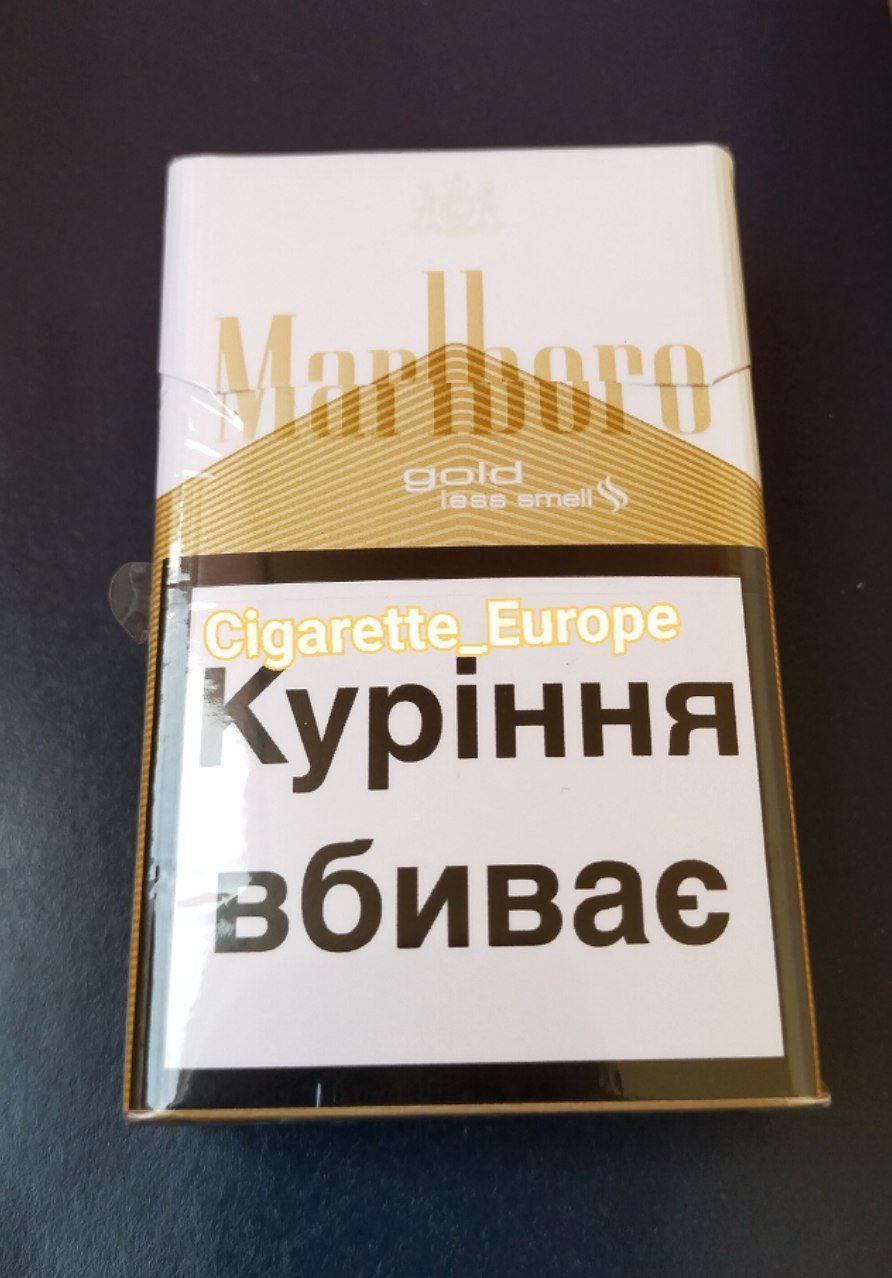 Marlboro
gold
less smell
Cigarette_Europe
Куріння
вбиває